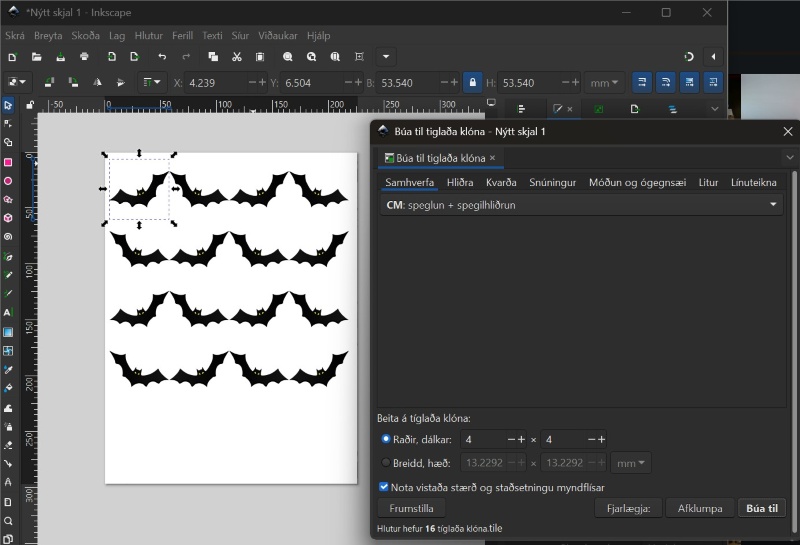 *Nýtt skjal 1 - Inkscape
Skrá Breyta Skoða Lag Hlutur Ferill Texti Síur Viðaukar Hjálp
X: 4.239 Y: 6.504 B: 53.540 H: 53.540 mm
-50 0 50 100 150 200 250 300
0
50
100
150
200
250
300
Búa til tíglaða klóna - Nýtt skjal 1
Búa til tíglaða klóna
Samhverfa Hliðra Kvarða Snúningur Móðun og ógegnsæi Litur Línuteikna
CM: speglun + spegilhliðrun
Beita á tíglaða klóna:
Raðir, dálkar: 4 × 4
Breidd, hæð: 13.2292 × 13.2292 mm
Nota vistaða stærð og staðsetningu myndflísar
Frumstilla Fjarlægja: Afklumpa Búa til
Hlutur hefur 16 tíglaða klóna.tile